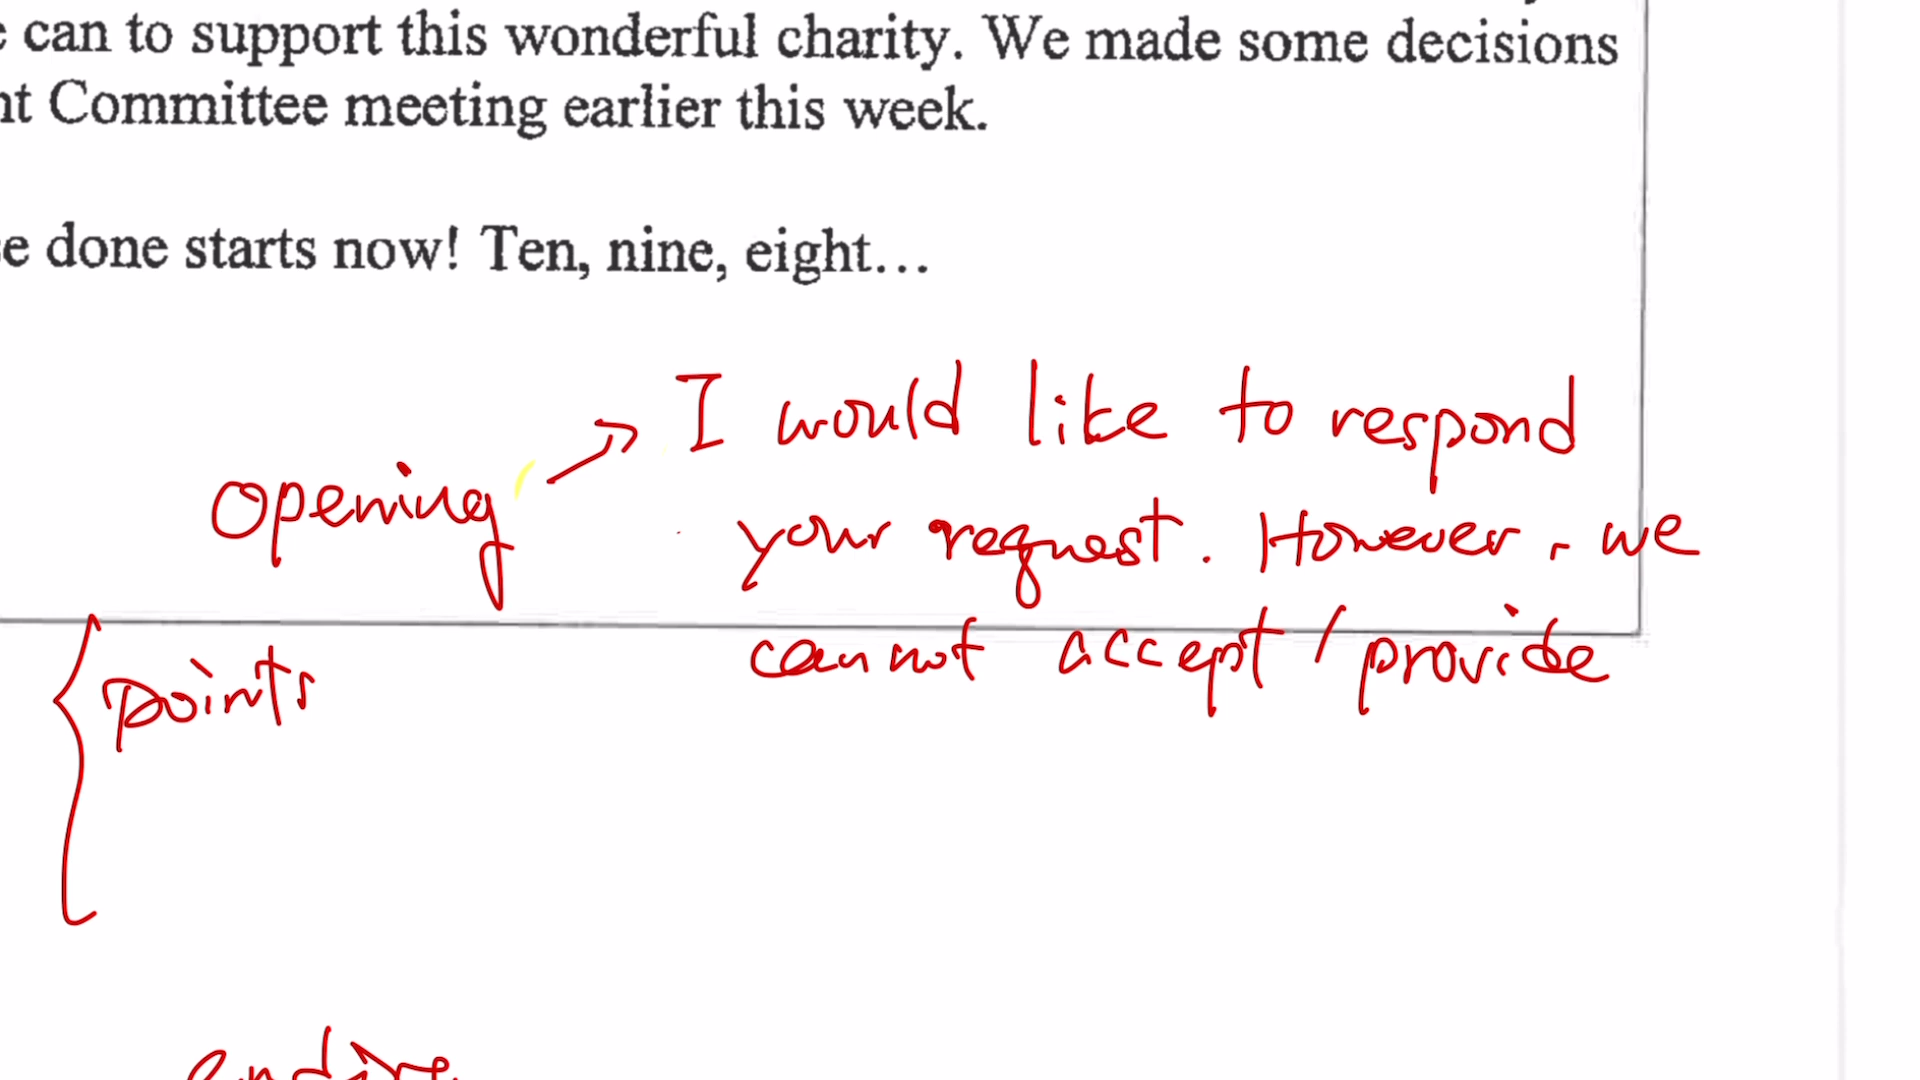 can to support this wonderful charity. We made some decisions
nt Committee meeting earlier this week.
e done starts now! Ten, nine, eight...
I would like to respond
opening
your request. However, we
cannot accept / provide
points